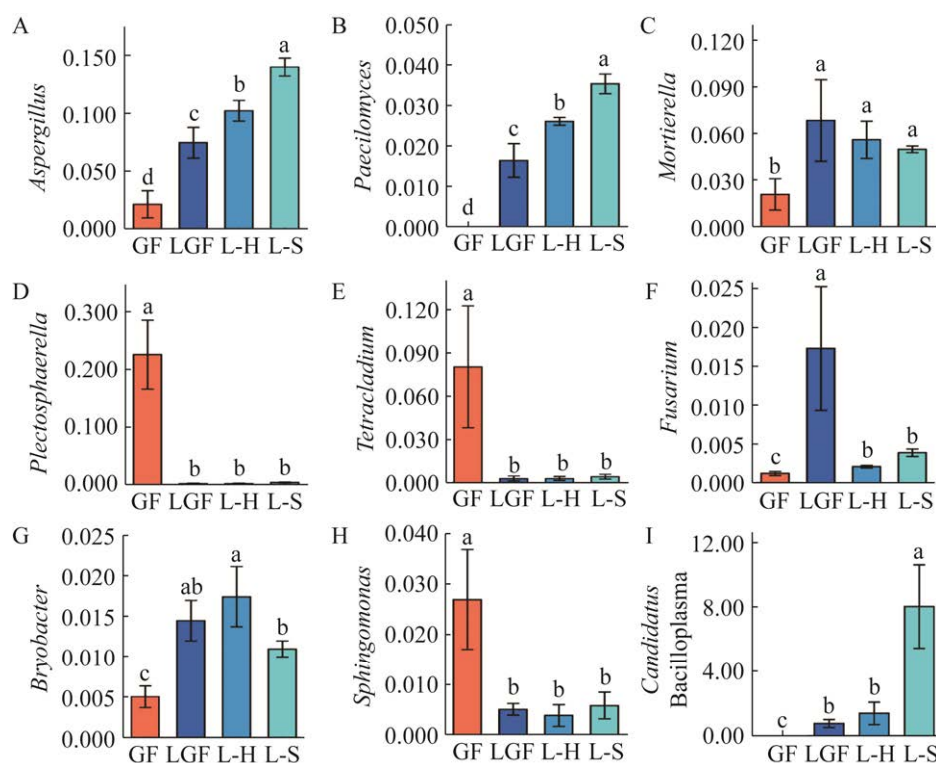 A
Aspergillus
0.150
0.100
0.050
0.000
d
c
b
a
GF LGF L-H L-S
B
Paecilomyces
0.050
0.040
0.030
0.020
0.010
0.000
d
c
b
a
GF LGF L-H L-S
C
Mortierella
0.120
0.090
0.060
0.030
0.000
b
a
a
a
GF LGF L-H L-S
D
Plectosphaerella
0.300
0.200
0.100
0.000
a
b
b
b
GF LGF L-H L-S
E
Tetracladium
0.120
0.090
0.060
0.030
0.000
a
b
b
b
GF LGF L-H L-S
F
Fusarium
0.025
0.020
0.015
0.010
0.005
0.000
c
a
b
b
GF LGF L-H L-S
G
Bryobacter
0.025
0.020
0.015
0.010
0.005
0.000
c
ab
a
b
GF LGF L-H L-S
H
Sphingomonas
0.040
0.030
0.020
0.010
0.000
a
b
b
b
GF LGF L-H L-S
I
Candidatus
Bacilloplasma
12.00
8.00
4.00
0.00
c
b
b
a
GF LGF L-H L-S